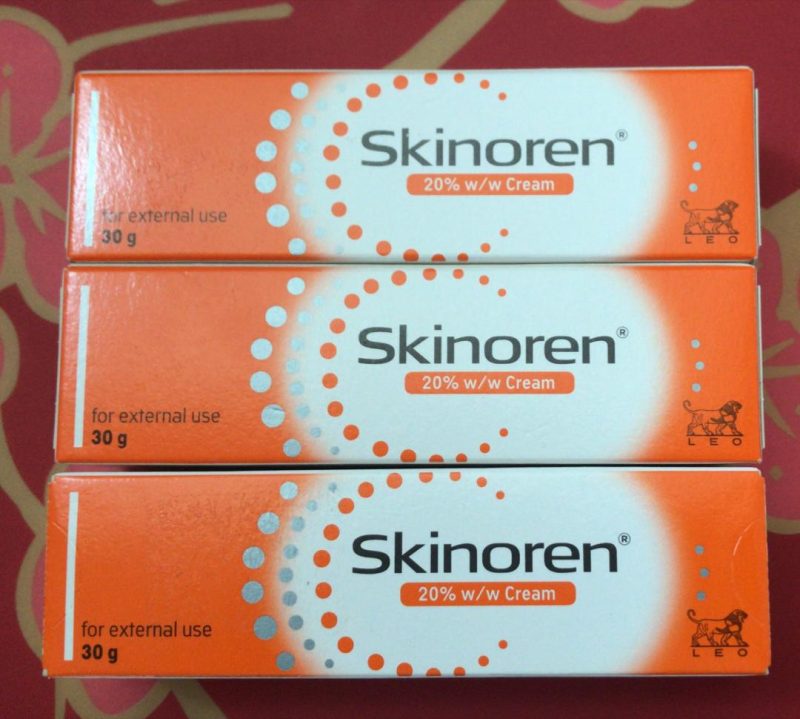 Skinoren®
20% w/w Cream
for external use
30 g
LEO
Skinoren®
20% w/w Cream
for external use
30 g
LEO
Skinoren®
20% w/w Cream
for external use
30 g
LEO